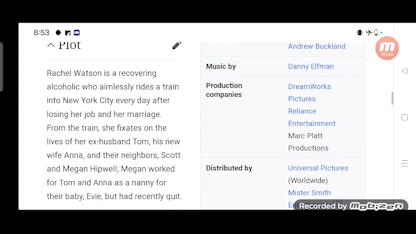 8:53
Plot
Rachel Watson is a recovering
alcoholic who aimlessly rides a train
into New York City every day after
losing her job and her marriage.
From the train, she fixates on the
lives of her ex-husband Tom, his new
wife Anna, and their neighbors, Scott
and Megan Hipwell; Megan worked
for Tom and Anna as a nanny for
their baby, Evie, but had recently quit.
Andrew Buckland
Music by Danny Elfman
Production companies
DreamWorks
Pictures
Reliance
Entertainment
Marc Platt
Productions
Distributed by Universal Pictures
(Worldwide)
Mister Smith
Recorded by Mobizen